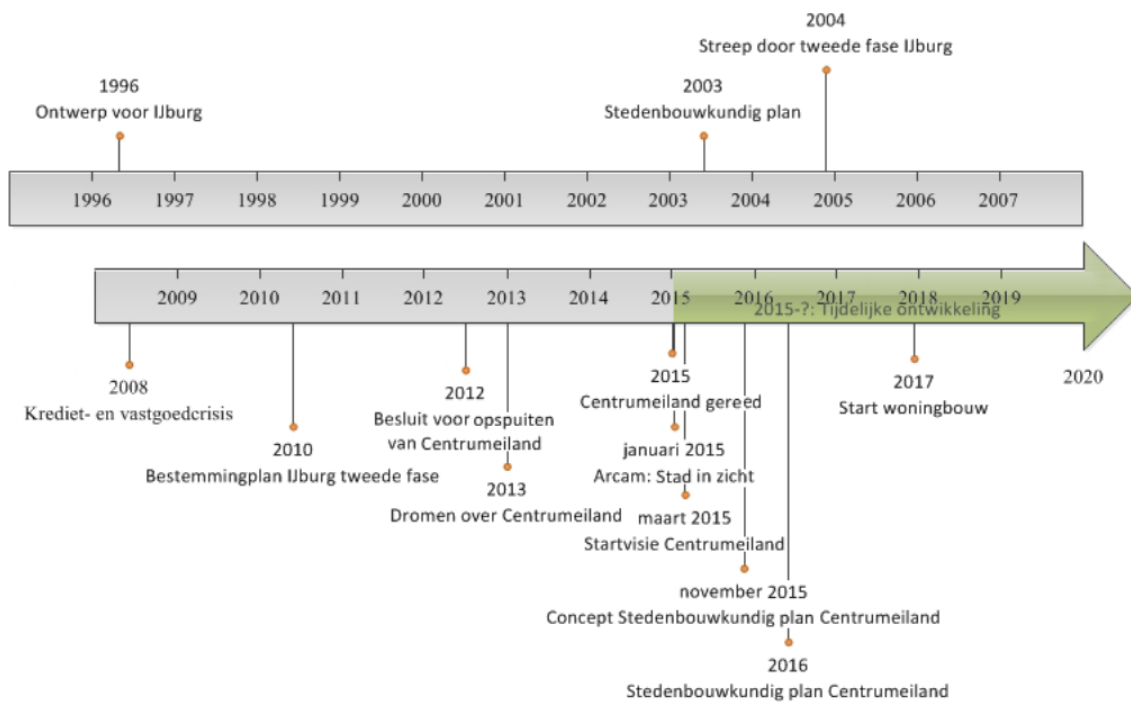 2004
Streep door tweede fase IJburg
1996
Ontwerp voor IJburg
2003
Stedenbouwkundig plan
1996 1997 1998 1999 2000 2001 2002 2003 2004 2005 2006 2007
2009 2010 2011 2012 2013 2014 2015 2016 2017 2018 2019
2015-?: Tijdelijke ontwikkeling
2008
Krediet- en vastgoedcrisis
2010
Bestemmingplan IJburg tweede fase
2012
Besluit voor opspuiten
van Centrumeiland
2013
Dromen over Centrumeiland
2015
Centrumeiland gereed
januari 2015
Arcam: Stad in zicht
maart 2015
Startvisie Centrumeiland
november 2015
Concept Stedenbouwkundig plan Centrumeiland
2016
Stedenbouwkundig plan Centrumeiland
2017
Start woningbouw
2020